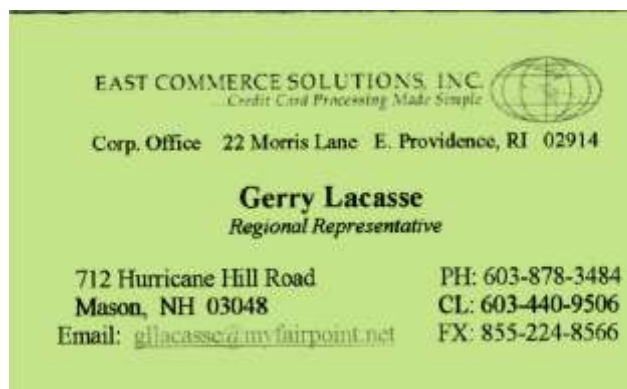 EAST COMMERCE SOLUTIONS, INC.
Credit Card Processing Made Simple
Corp. Office 22 Morris Lane E. Providence, RI 02914
Gerry Lacasse
Regional Representative
712 Hurricane Hill Road PH: 603-878-3484
Mason, NH 03048 CL: 603-440-9506
Email: gllacasse@myfairpoint.net FX: 855-224-8566